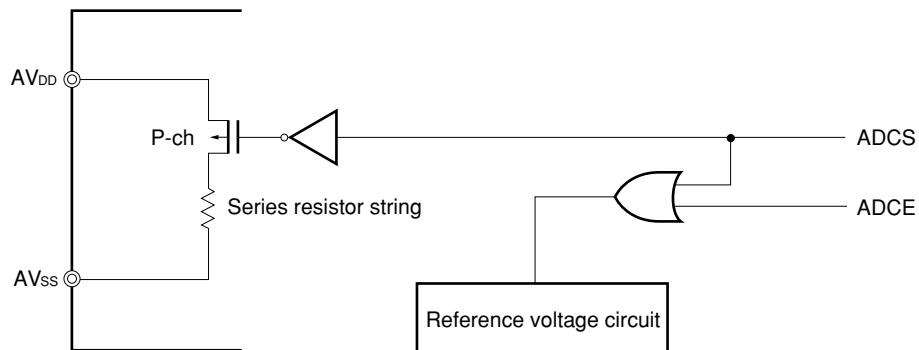 AVDD
P-ch
ADCS
Series resistor string
ADCE
AVSS
Reference voltage circuit